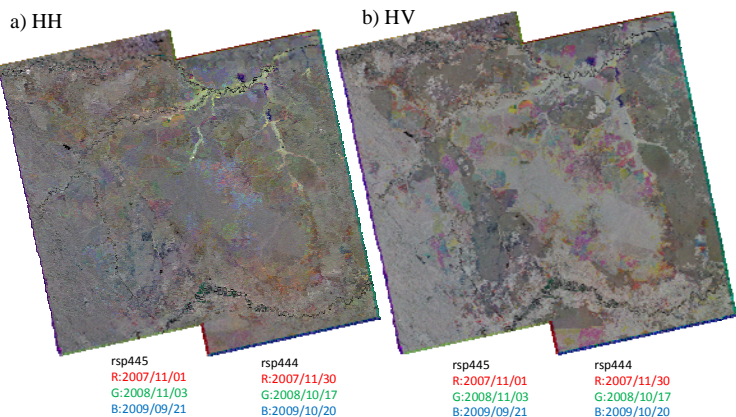 a) HH
b) HV
rsp445
R:2007/11/01
G:2008/11/03
B:2009/09/21
rsp444
R:2007/11/30
G:2008/10/17
B:2009/10/20
rsp445
R:2007/11/01
G:2008/11/03
B:2009/09/21
rsp444
R:2007/11/30
G:2008/10/17
B:2009/10/20